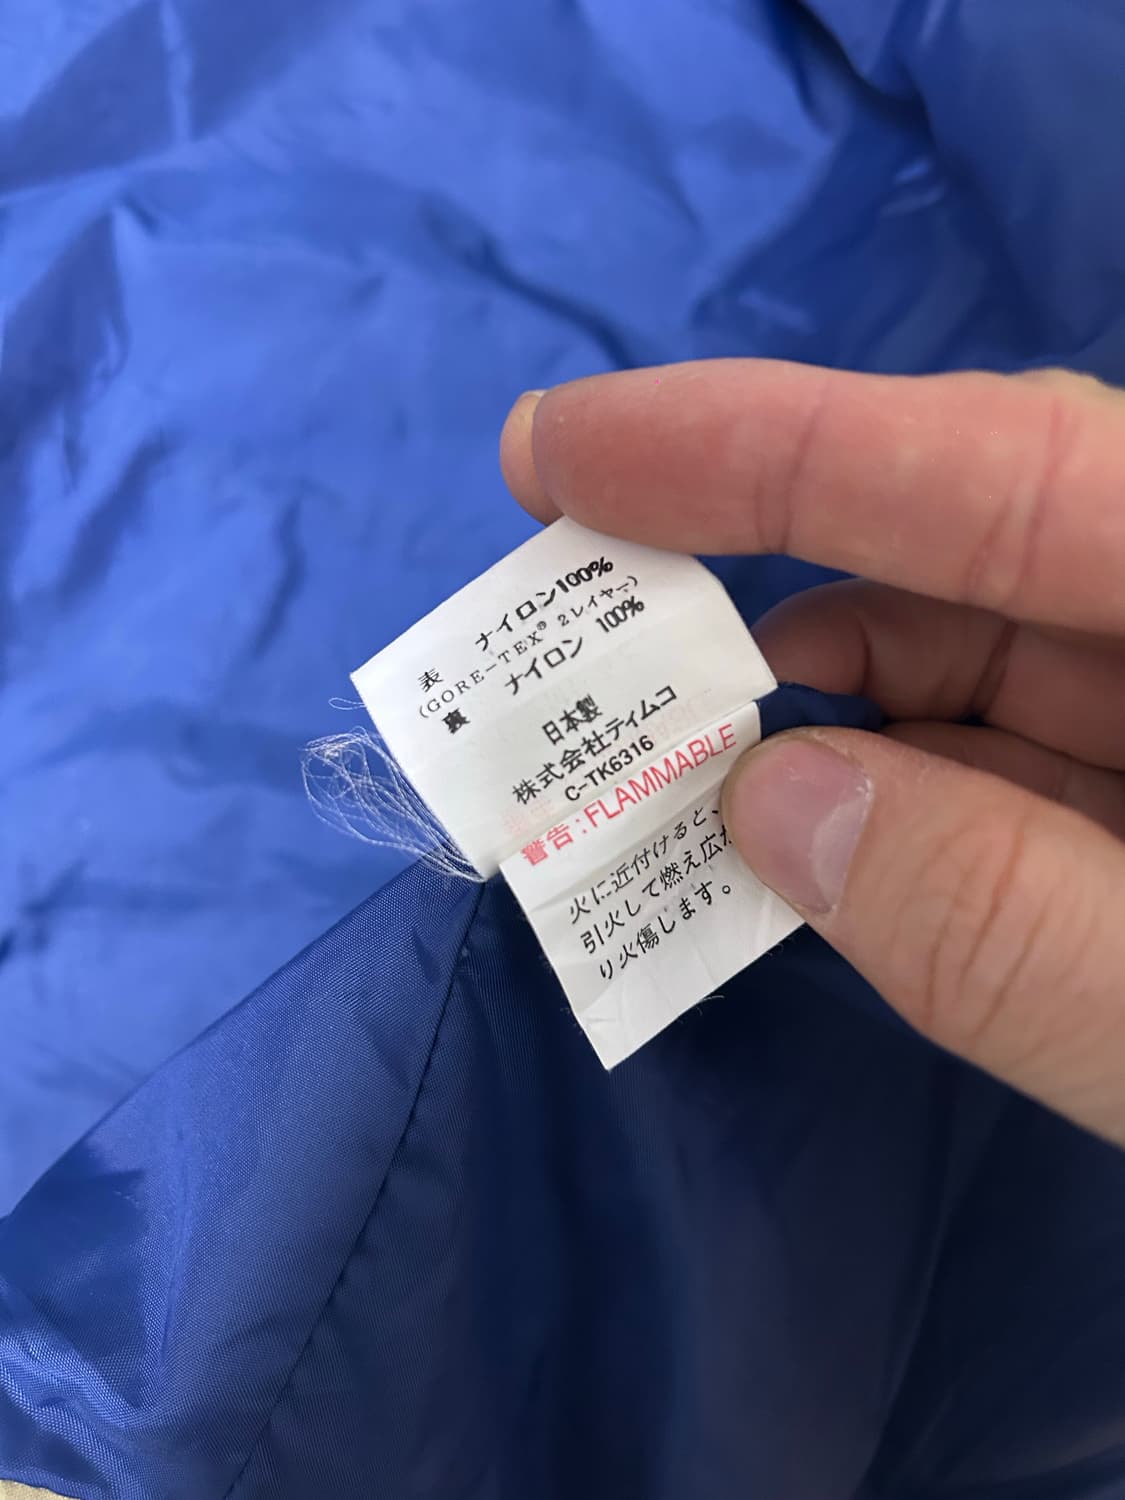 表 ナイロン100%
(GORE-TEX® 2レイヤー)
裏 ナイロン 100%
日本製
株式会社ティムコ
C-TK6316
警告:FLAMMABLE
火に近付けると、
引火して燃え広が
り火傷します。